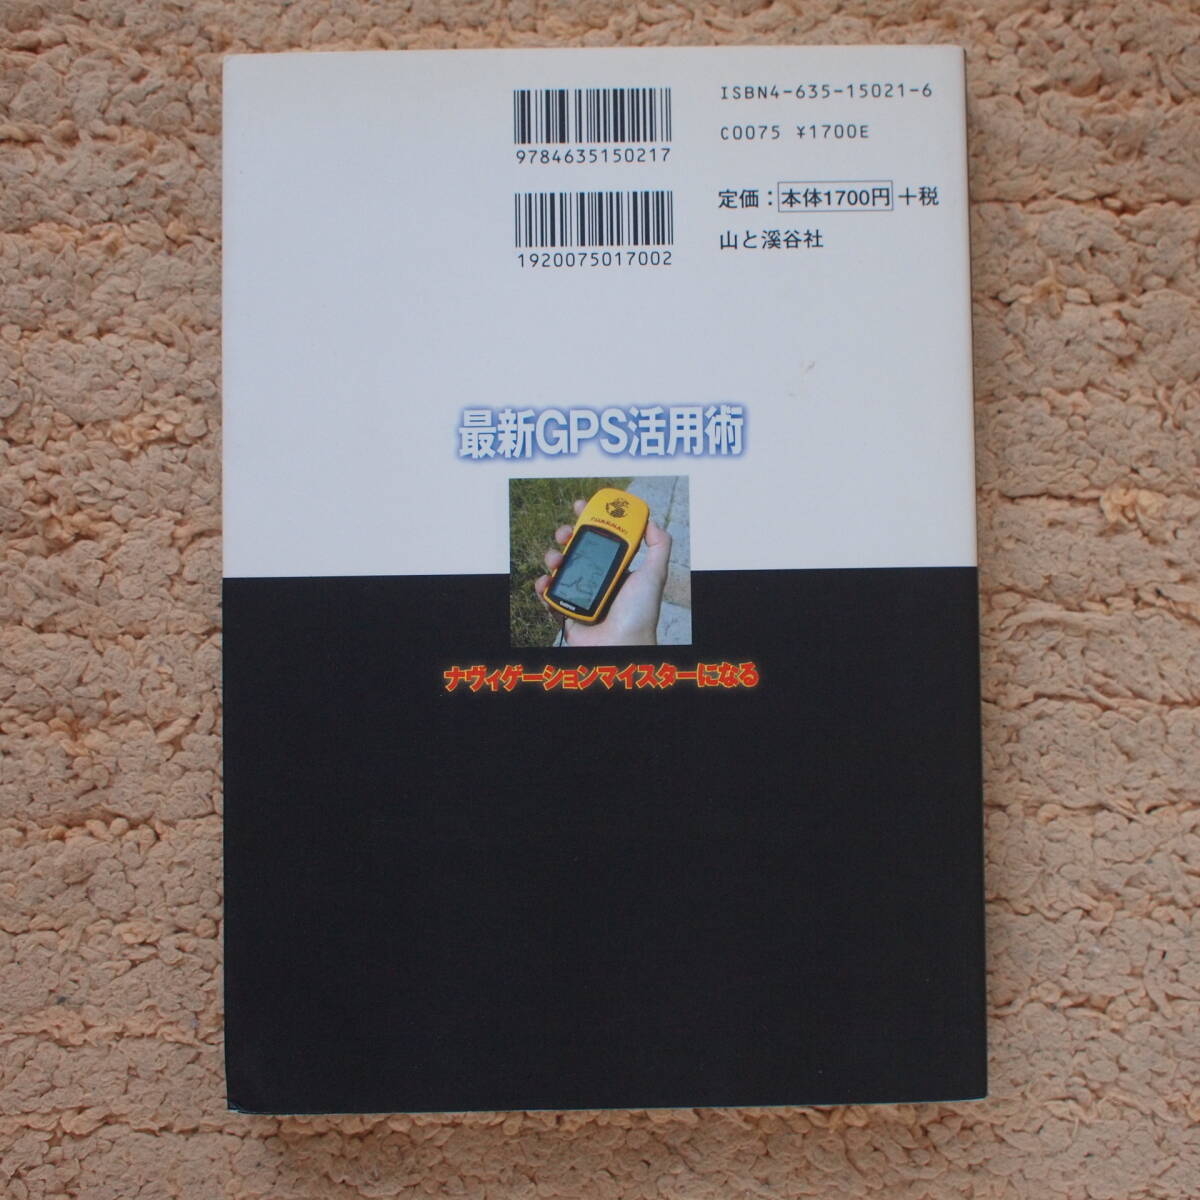 9784635150217
1920075017002
ISBN4-635-15021-6
C0075 ¥1700E
定価：本体1700円+税
山と溪谷社
最新GPS活用術
ナヴィゲーションマイスターになる